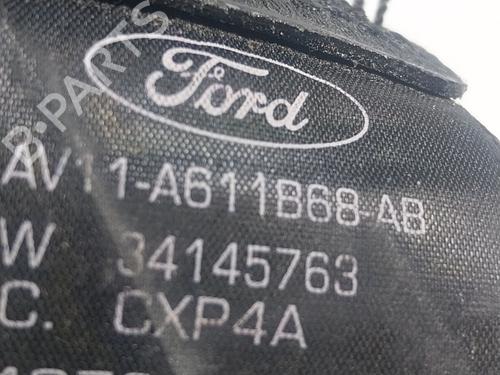 B-PARTS
Ford
AV11-A611B68-AB
W 34145763
C. CXP4A